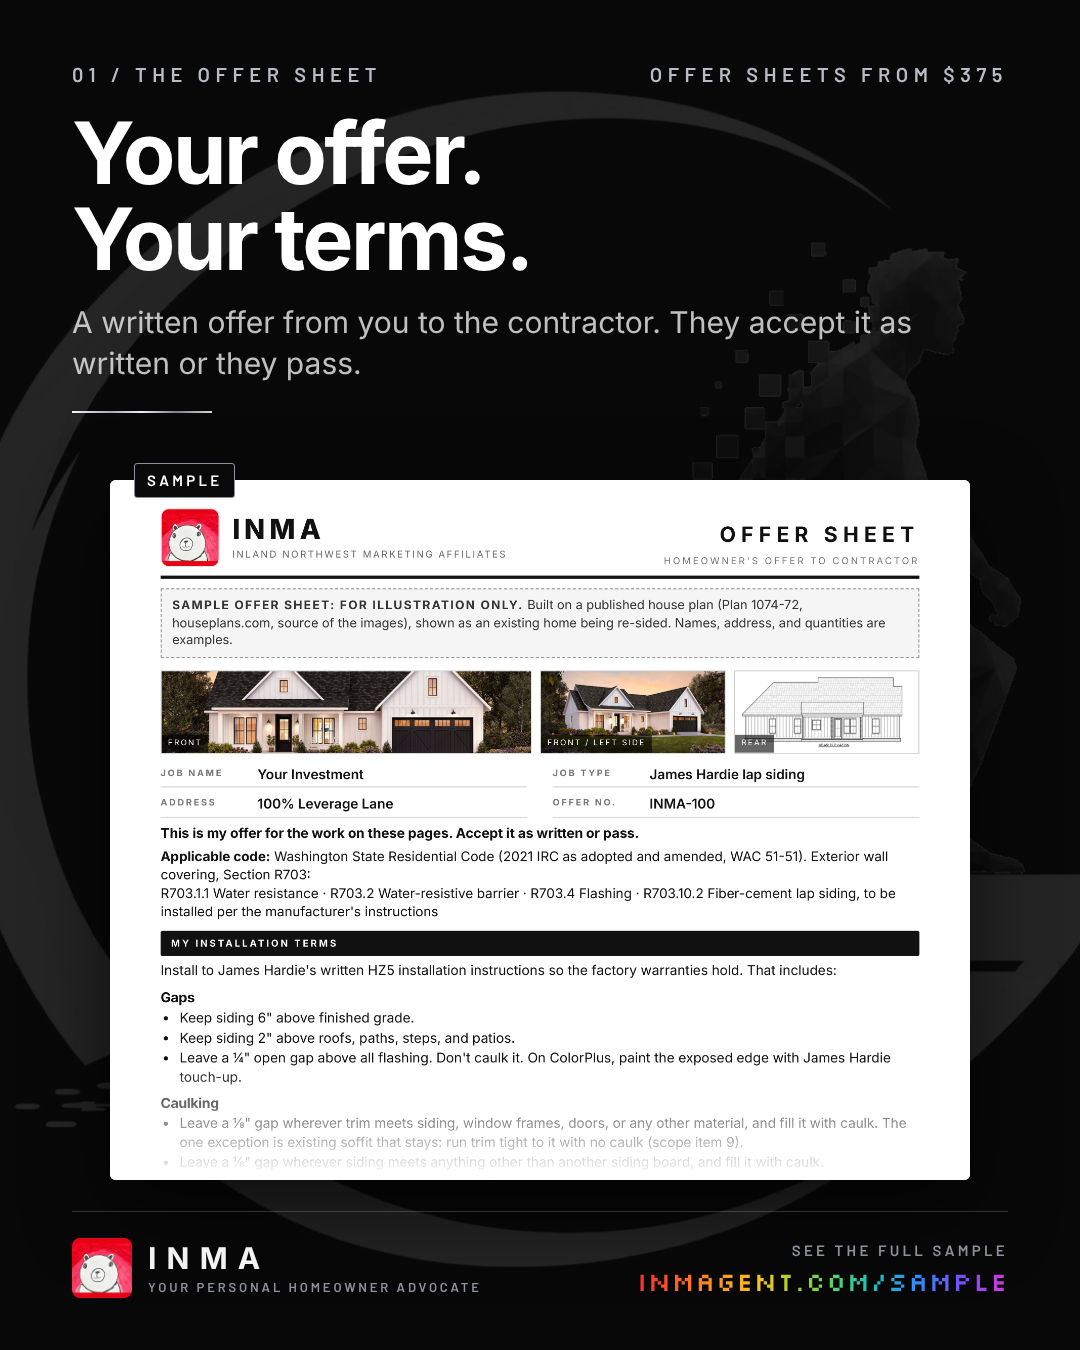 01 / THE OFFER SHEET
OFFER SHEETS FROM $375
Your offer.
Your terms.
A written offer from you to the contractor. They accept it as
written or they pass.
SAMPLE
INMA
INLAND NORTHWEST MARKETING AFFILIATES
OFFER SHEET
HOMEOWNER'S OFFER TO CONTRACTOR
SAMPLE OFFER SHEET: FOR ILLUSTRATION ONLY. Built on a published house plan (Plan 1074-72,
houseplans.com, source of the images), shown as an existing home being re-sided. Names, address, and quantities are
examples.
FRONT
FRONT / LEFT SIDE
REAR
REAR ELEVATION
JOB NAME Your Investment
JOB TYPE James Hardie lap siding
ADDRESS 100% Leverage Lane
OFFER NO. INMA-100
This is my offer for the work on these pages. Accept it as written or pass.
Applicable code: Washington State Residential Code (2021 IRC as adopted and amended, WAC 51-51). Exterior wall
covering, Section R703:
R703.1.1 Water resistance · R703.2 Water-resistive barrier · R703.4 Flashing · R703.10.2 Fiber-cement lap siding, to be
installed per the manufacturer's instructions
MY INSTALLATION TERMS
Install to James Hardie's written HZ5 installation instructions so the factory warranties hold. That includes:
Gaps
• Keep siding 6" above finished grade.
• Keep siding 2" above roofs, paths, steps, and patios.
• Leave a ¼" open gap above all flashing. Don't caulk it. On ColorPlus, paint the exposed edge with James Hardie
touch-up.
Caulking
• Leave a ⅛" gap wherever trim meets siding, window frames, doors, or any other material, and fill it with caulk. The
one exception is existing soffit that stays: run trim tight to it with no caulk (scope item 9).
• Leave a ⅛" gap wherever siding meets anything other than another siding board, and fill it with caulk.
INMA
YOUR PERSONAL HOMEOWNER ADVOCATE
SEE THE FULL SAMPLE
INMAGENT.COM/SAMPLE